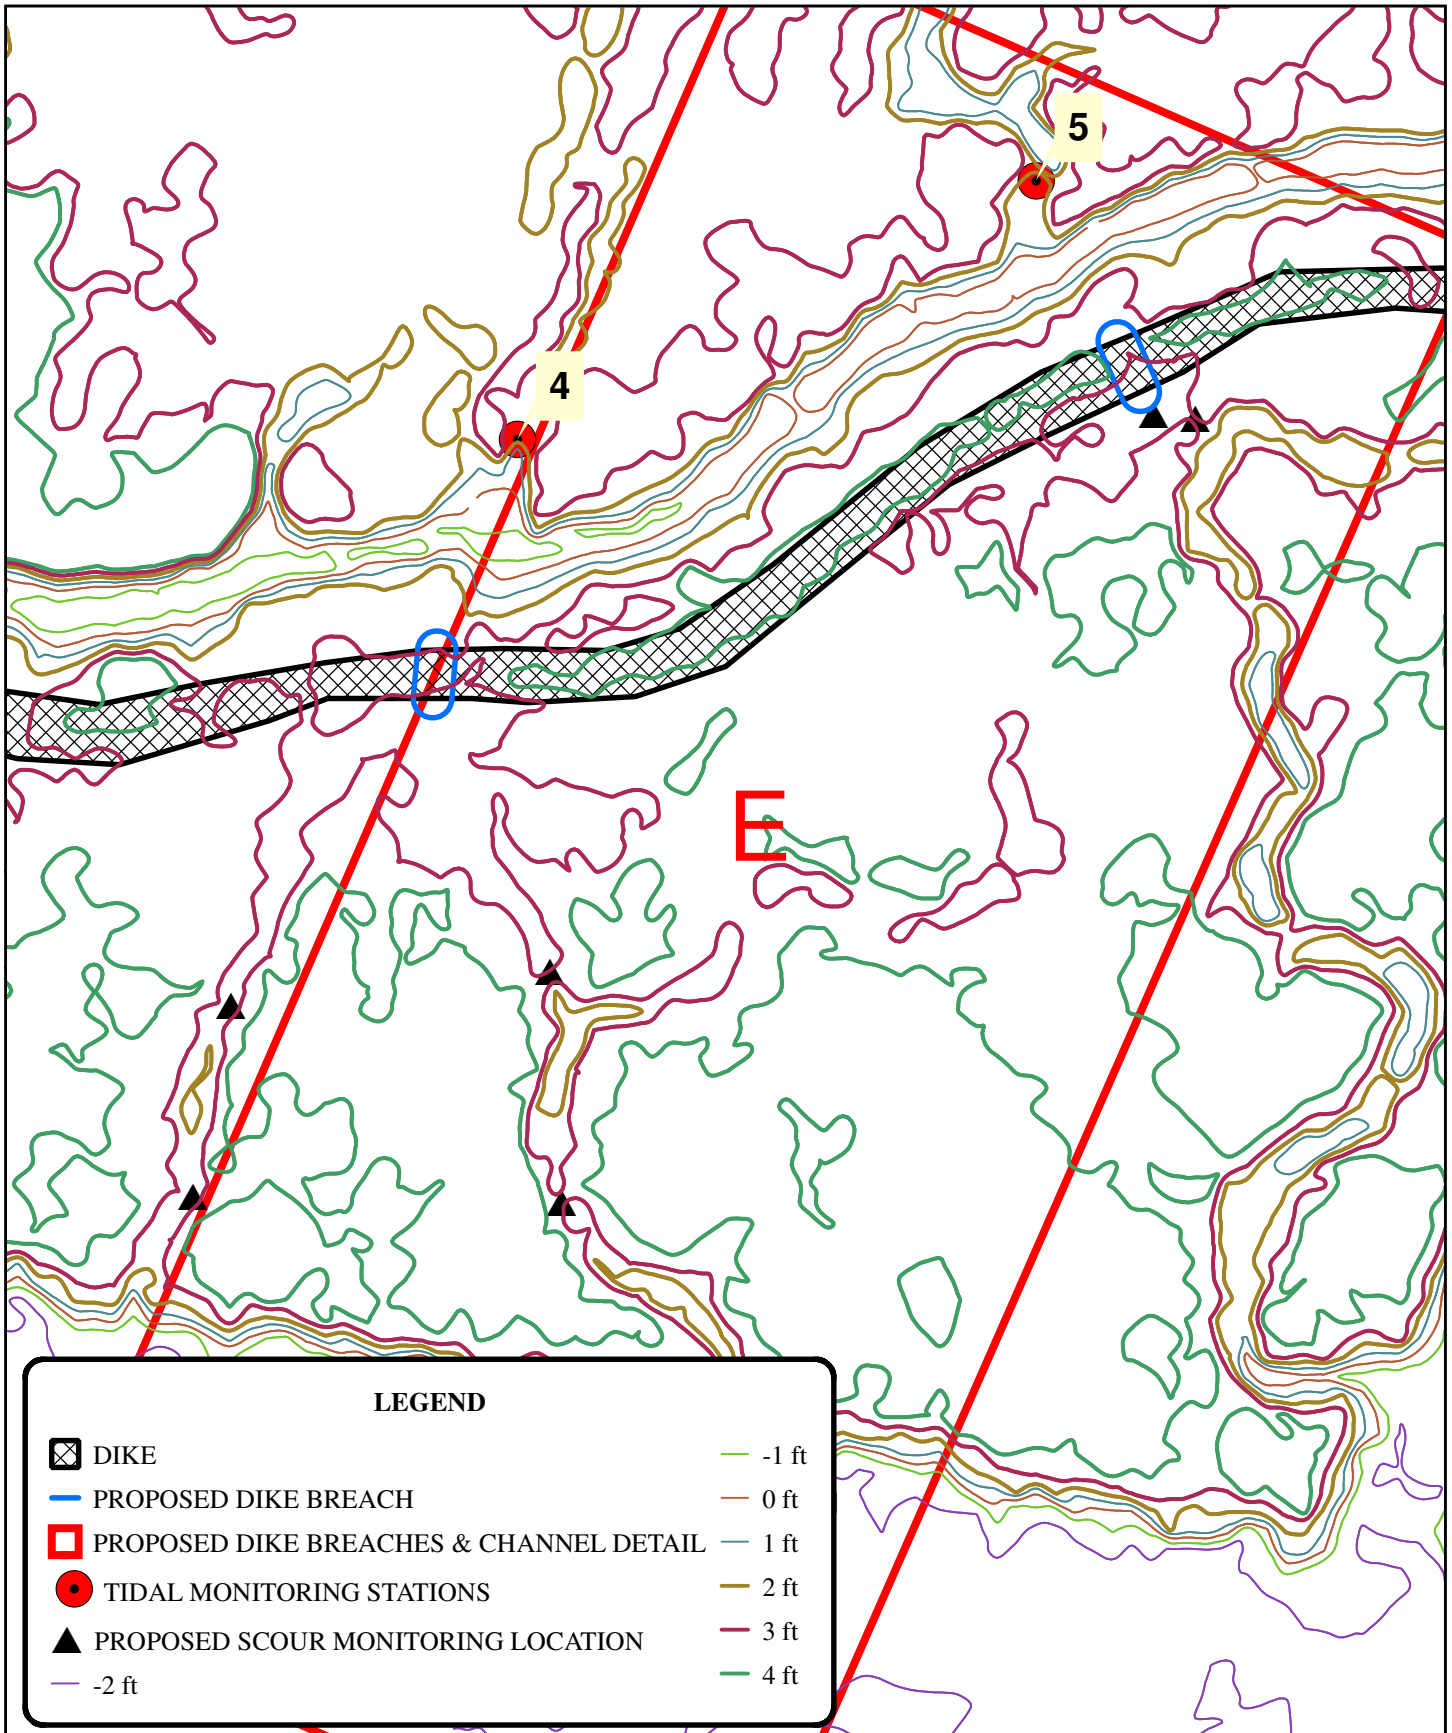 5
4
E
LEGEND
DIKE
PROPOSED DIKE BREACH
PROPOSED DIKE BREACHES & CHANNEL DETAIL
TIDAL MONITORING STATIONS
PROPOSED SCOUR MONITORING LOCATION
-2 ft
-1 ft
0 ft
1 ft
2 ft
3 ft
4 ft